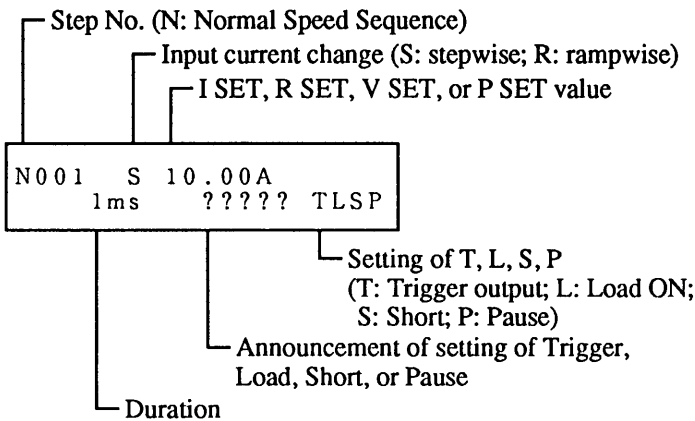 Step No. (N: Normal Speed Sequence)
Input current change (S: stepwise; R: rampwise)
I SET, R SET, V SET, or P SET value
N001 S 10.00A
1ms ????? TLSP
Setting of T, L, S, P
(T: Trigger output; L: Load ON;
S: Short; P: Pause)
Announcement of setting of Trigger,
Load, Short, or Pause
Duration